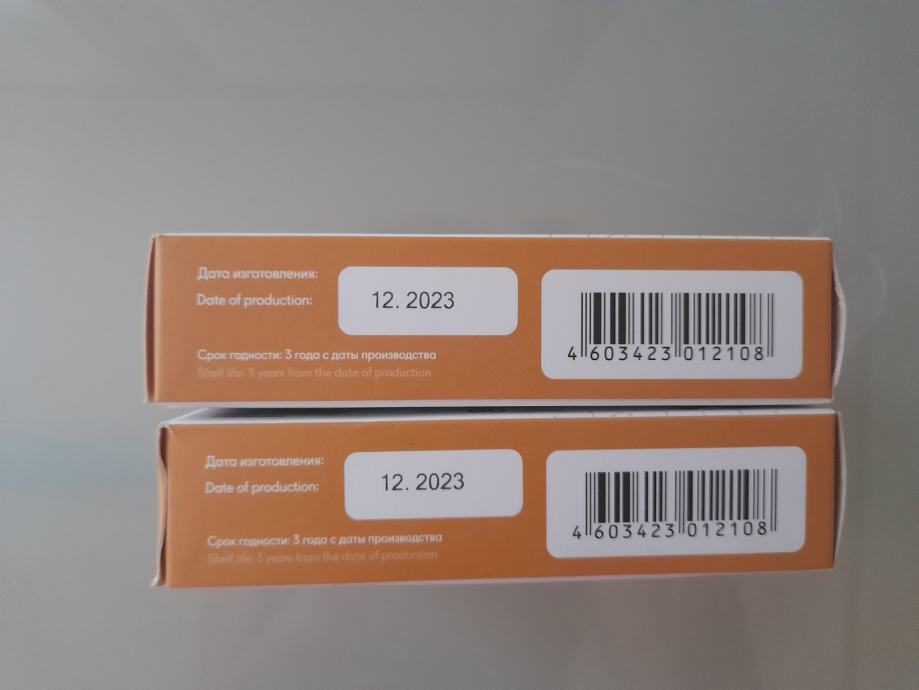 Дата изготовления:
Date of production:
12. 2023
Срок годности: 3 года с даты производства
Shelf life: 3 years from the date of production
4 603423 012108
Дата изготовления:
Date of production:
12. 2023
Срок годности: 3 года с даты производства
Shelf life: 3 years from the date of production
4 603423 012108